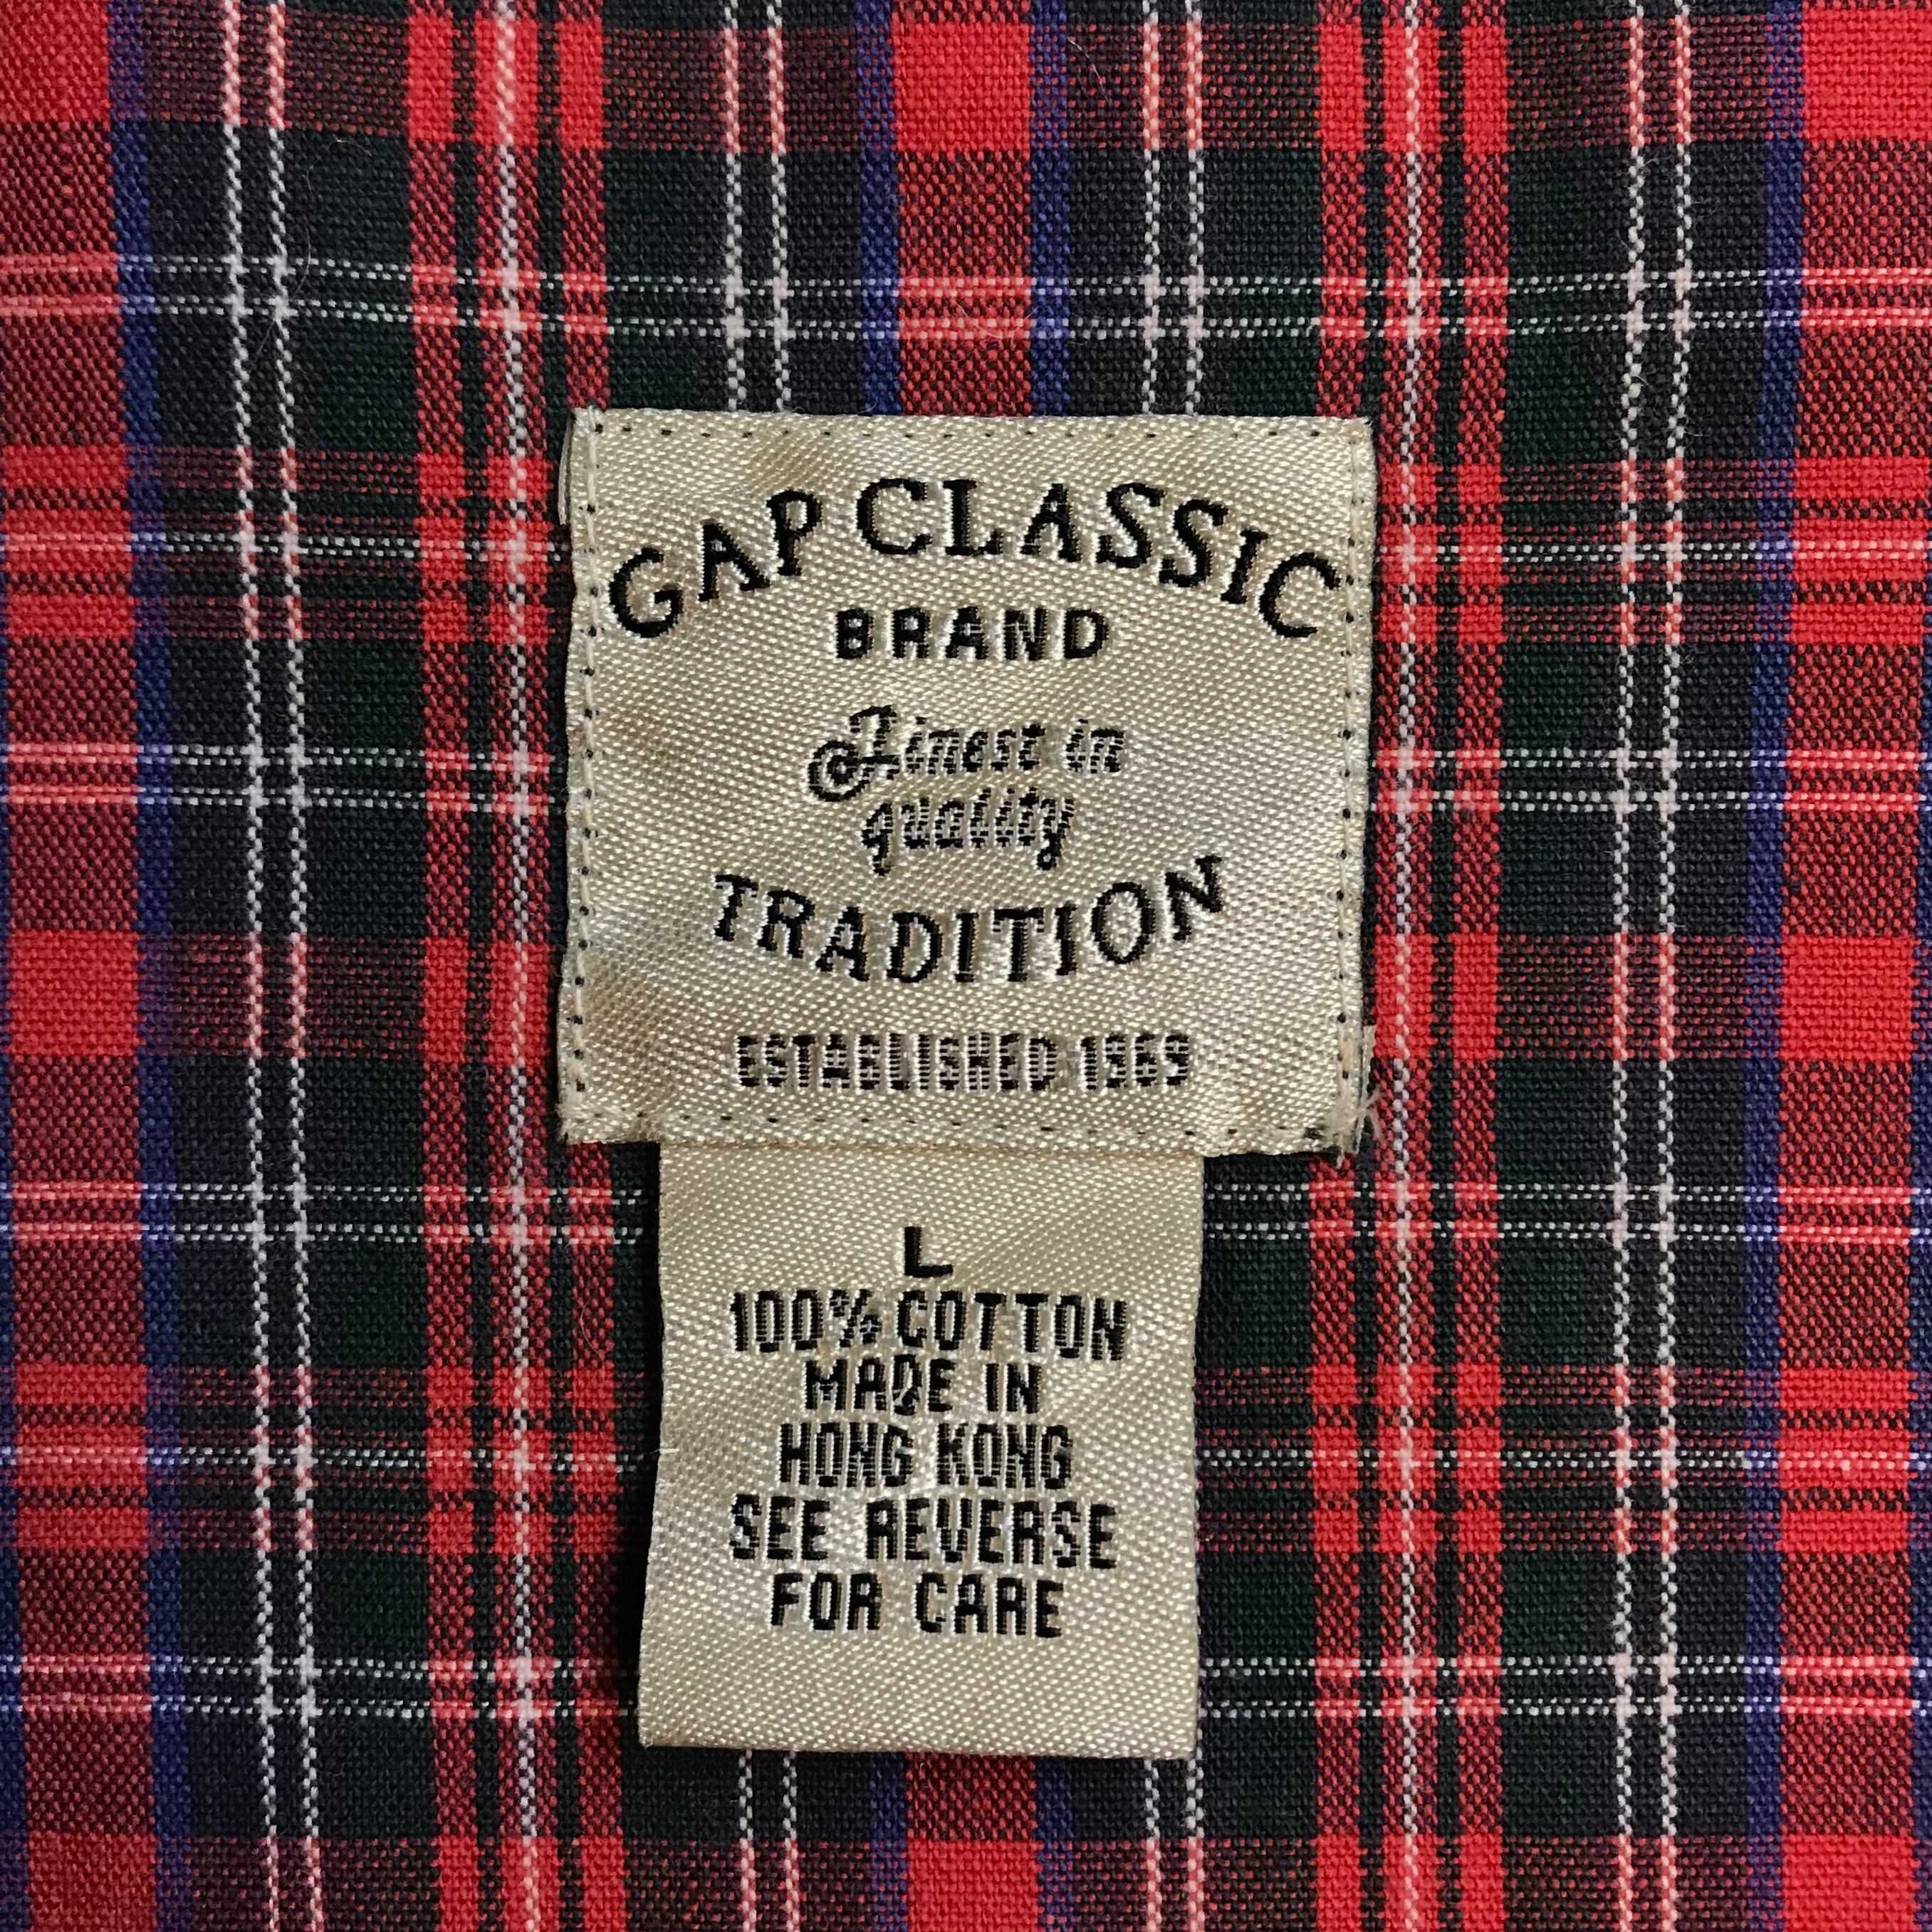 GAP CLASSIC
BRAND
Finest in
quality
TRADITION
ESTABLISHED 1969
L
100% COTTON
MADE IN
HONG KONG
SEE REVERSE
FOR CARE